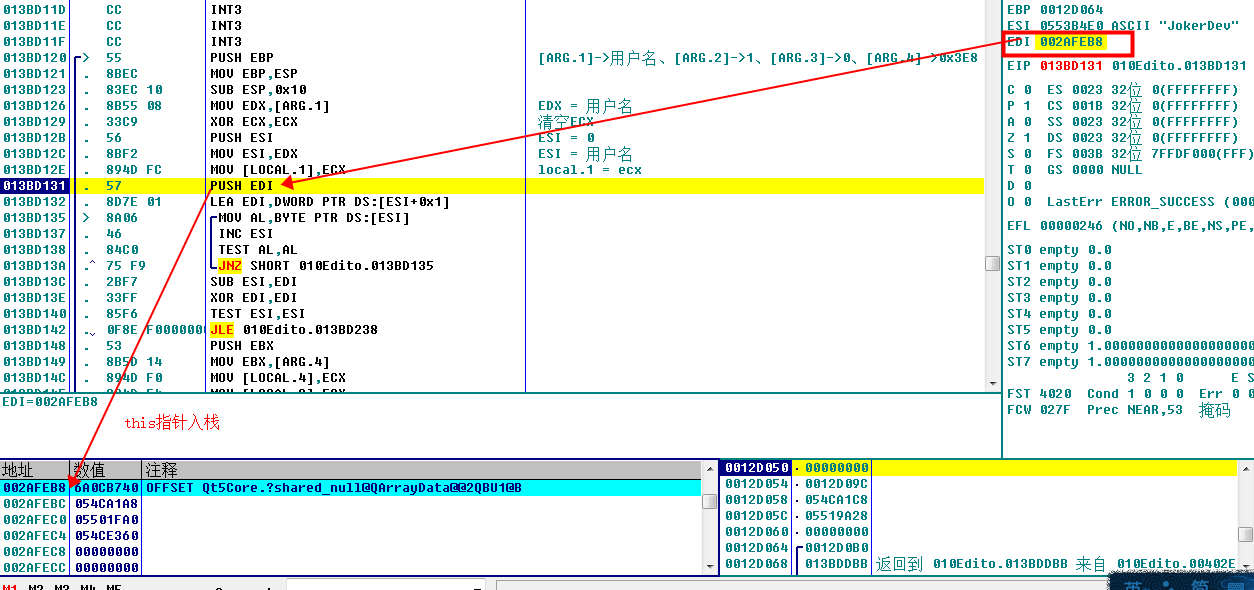 013BD11D CC INT3
013BD11E CC INT3
013BD11F CC INT3
013BD120 > 55 PUSH EBP [ARG.1]->用户名、[ARG.2]->1、[ARG.3]->0、[ARG.4]->0x3E8
013BD121 . 8BEC MOV EBP,ESP
013BD123 . 83EC 10 SUB ESP,0x10
013BD126 . 8B55 08 MOV EDX,[ARG.1] EDX = 用户名
013BD129 . 33C9 XOR ECX,ECX 清空ECX
013BD12B . 56 PUSH ESI ESI = 0
013BD12C . 8BF2 MOV ESI,EDX ESI = 用户名
013BD12E . 894D FC MOV [LOCAL.1],ECX local.1 = ecx
013BD131 . 57 PUSH EDI
013BD132 . 8D7E 01 LEA EDI,DWORD PTR DS:[ESI+0x1]
013BD135 > 8A06 MOV AL,BYTE PTR DS:[ESI]
013BD137 . 46 INC ESI
013BD138 . 84C0 TEST AL,AL
013BD13A .^ 75 F9 JNZ SHORT 010Edito.013BD135
013BD13C . 2BF7 SUB ESI,EDI
013BD13E . 33FF XOR EDI,EDI
013BD140 . 85F6 TEST ESI,ESI
013BD142 .⌄ 0F8E F0000000 JLE 010Edito.013BD238
013BD148 . 53 PUSH EBX
013BD149 . 8B5D 14 MOV EBX,[ARG.4]
013BD14C . 894D F0 MOV [LOCAL.4],ECX
EBP 0012D064
ESI 0553B4E0 ASCII "JokerDev"
EDI 002AFEB8
EIP 013BD131 010Edito.013BD131
C 0 ES 0023 32位 0(FFFFFFFF)
P 1 CS 001B 32位 0(FFFFFFFF)
A 0 SS 0023 32位 0(FFFFFFFF)
Z 1 DS 0023 32位 0(FFFFFFFF)
S 0 FS 003B 32位 7FFDF000(FFF)
T 0 GS 0000 NULL
D 0
O 0 LastErr ERROR_SUCCESS (000
EFL 00000246 (NO,NB,E,BE,NS,PE,
ST0 empty 0.0
ST1 empty 0.0
ST2 empty 0.0
ST3 empty 0.0
ST4 empty 0.0
ST5 empty 0.0
ST6 empty 1.0000000000000000000
ST7 empty 1.0000000000000000000
3 2 1 0 E S
FST 4020 Cond 1 0 0 0 Err 0 0
FCW 027F Prec NEAR,53 掩码
EDI=002AFEB8
this指针入栈
地址 数值 注释
002AFEB8 6A0CB740 OFFSET Qt5Core.?shared_null@QArrayData@@2QBU1@B
002AFEBC 054CA1A8
002AFEC0 05501FA0
002AFEC4 054CE360
002AFEC8 00000000
002AFECC 00000000
0012D050 00000000
0012D054 0012D09C
0012D058 054CA1C8
0012D05C 05519A28
0012D060 00000000
0012D064 0012D0B0
0012D068 013BDDBB 返回到 010Edito.013BDDBB 来自 010Edito.00402E
M1 M2 M3 M4 M5
英 简